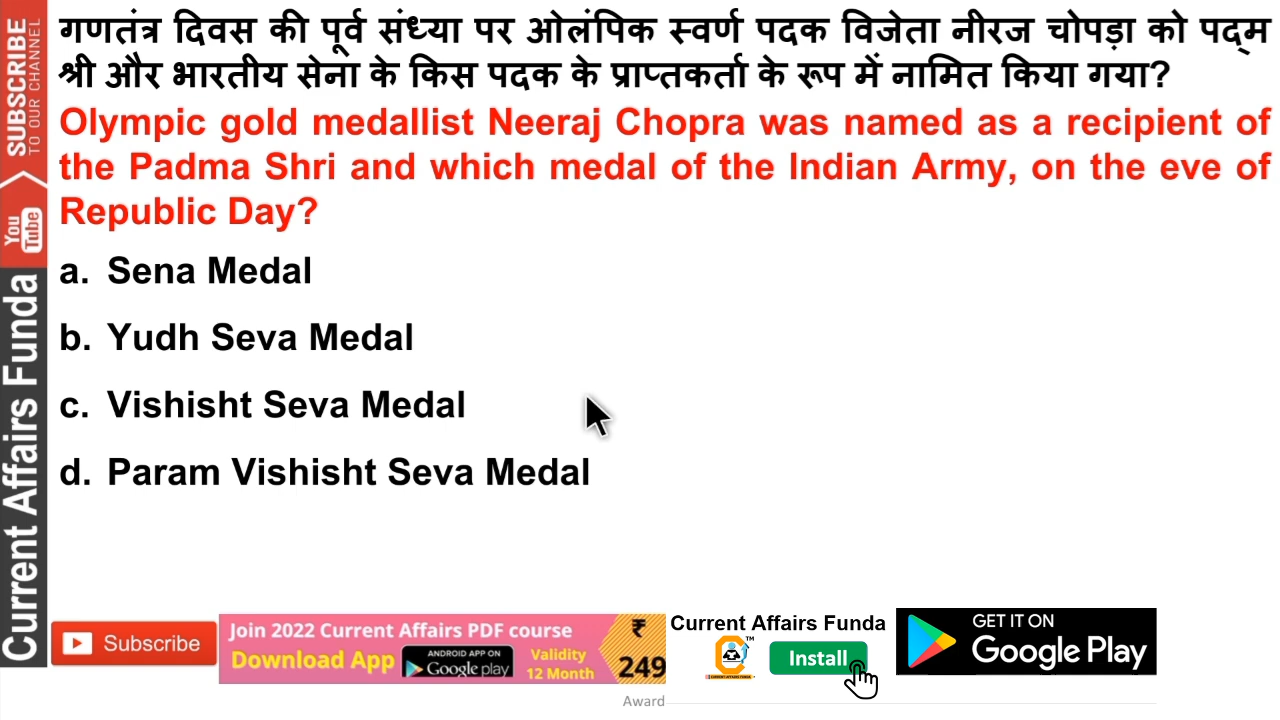 गणतंत्र दिवस की पूर्व संध्या पर ओलंपिक स्वर्ण पदक विजेता नीरज चोपड़ा को पद्म
श्री और भारतीय सेना के किस पदक के प्राप्तकर्ता के रूप में नामित किया गया?
Olympic gold medallist Neeraj Chopra was named as a recipient of
the Padma Shri and which medal of the Indian Army, on the eve of
Republic Day?
a. Sena Medal
b. Yudh Seva Medal
c. Vishisht Seva Medal
d. Param Vishisht Seva Medal
SUBSCRIBE
TO OUR CHANNEL
You
Tube
Current Affairs Funda
Subscribe
Join 2022 Current Affairs PDF course
Download App
ANDROID APP ON
Google play
Validity
12 Month
₹
249
Current Affairs Funda
TM
CURRENT AFFAIRS FUNDA
Install
GET IT ON
Google Play
Award